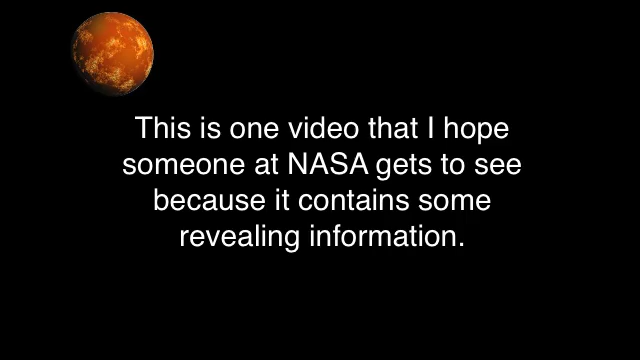 This is one video that I hope
someone at NASA gets to see
because it contains some
revealing information.